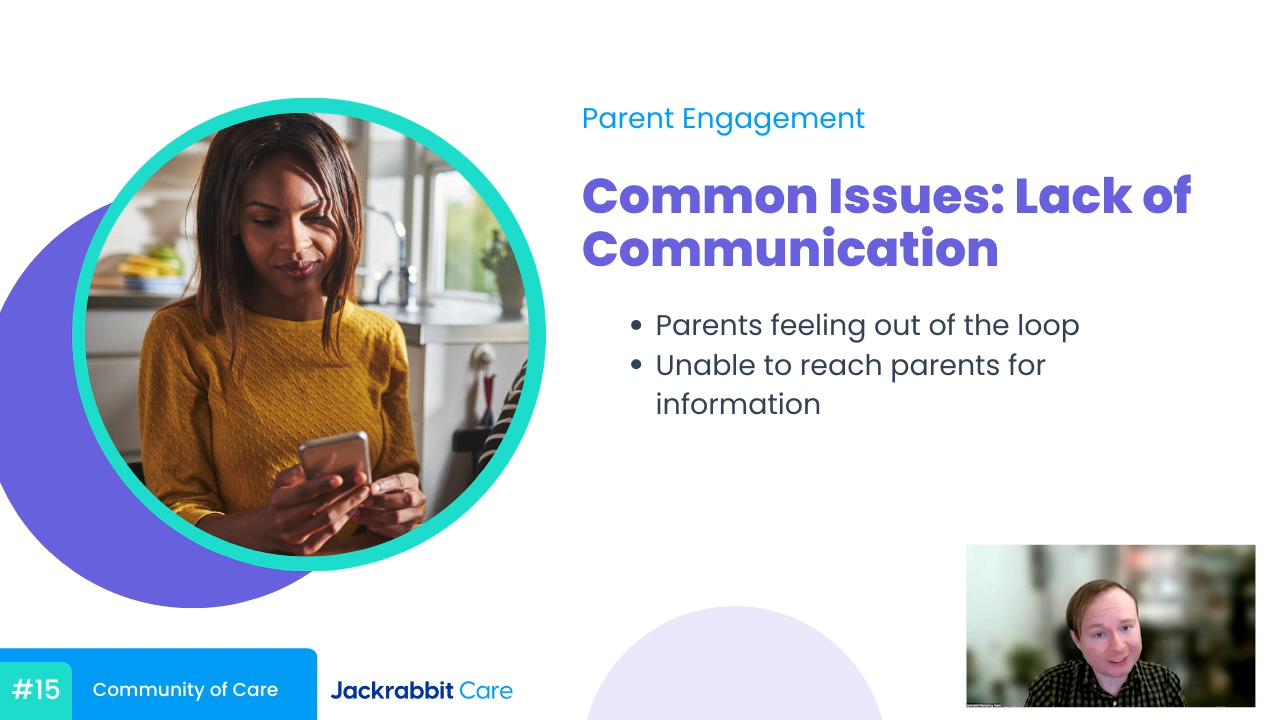 Parent Engagement
Common Issues: Lack of
Communication
• Parents feeling out of the loop
• Unable to reach parents for
information
#15
Community of Care
Jackrabbit Care